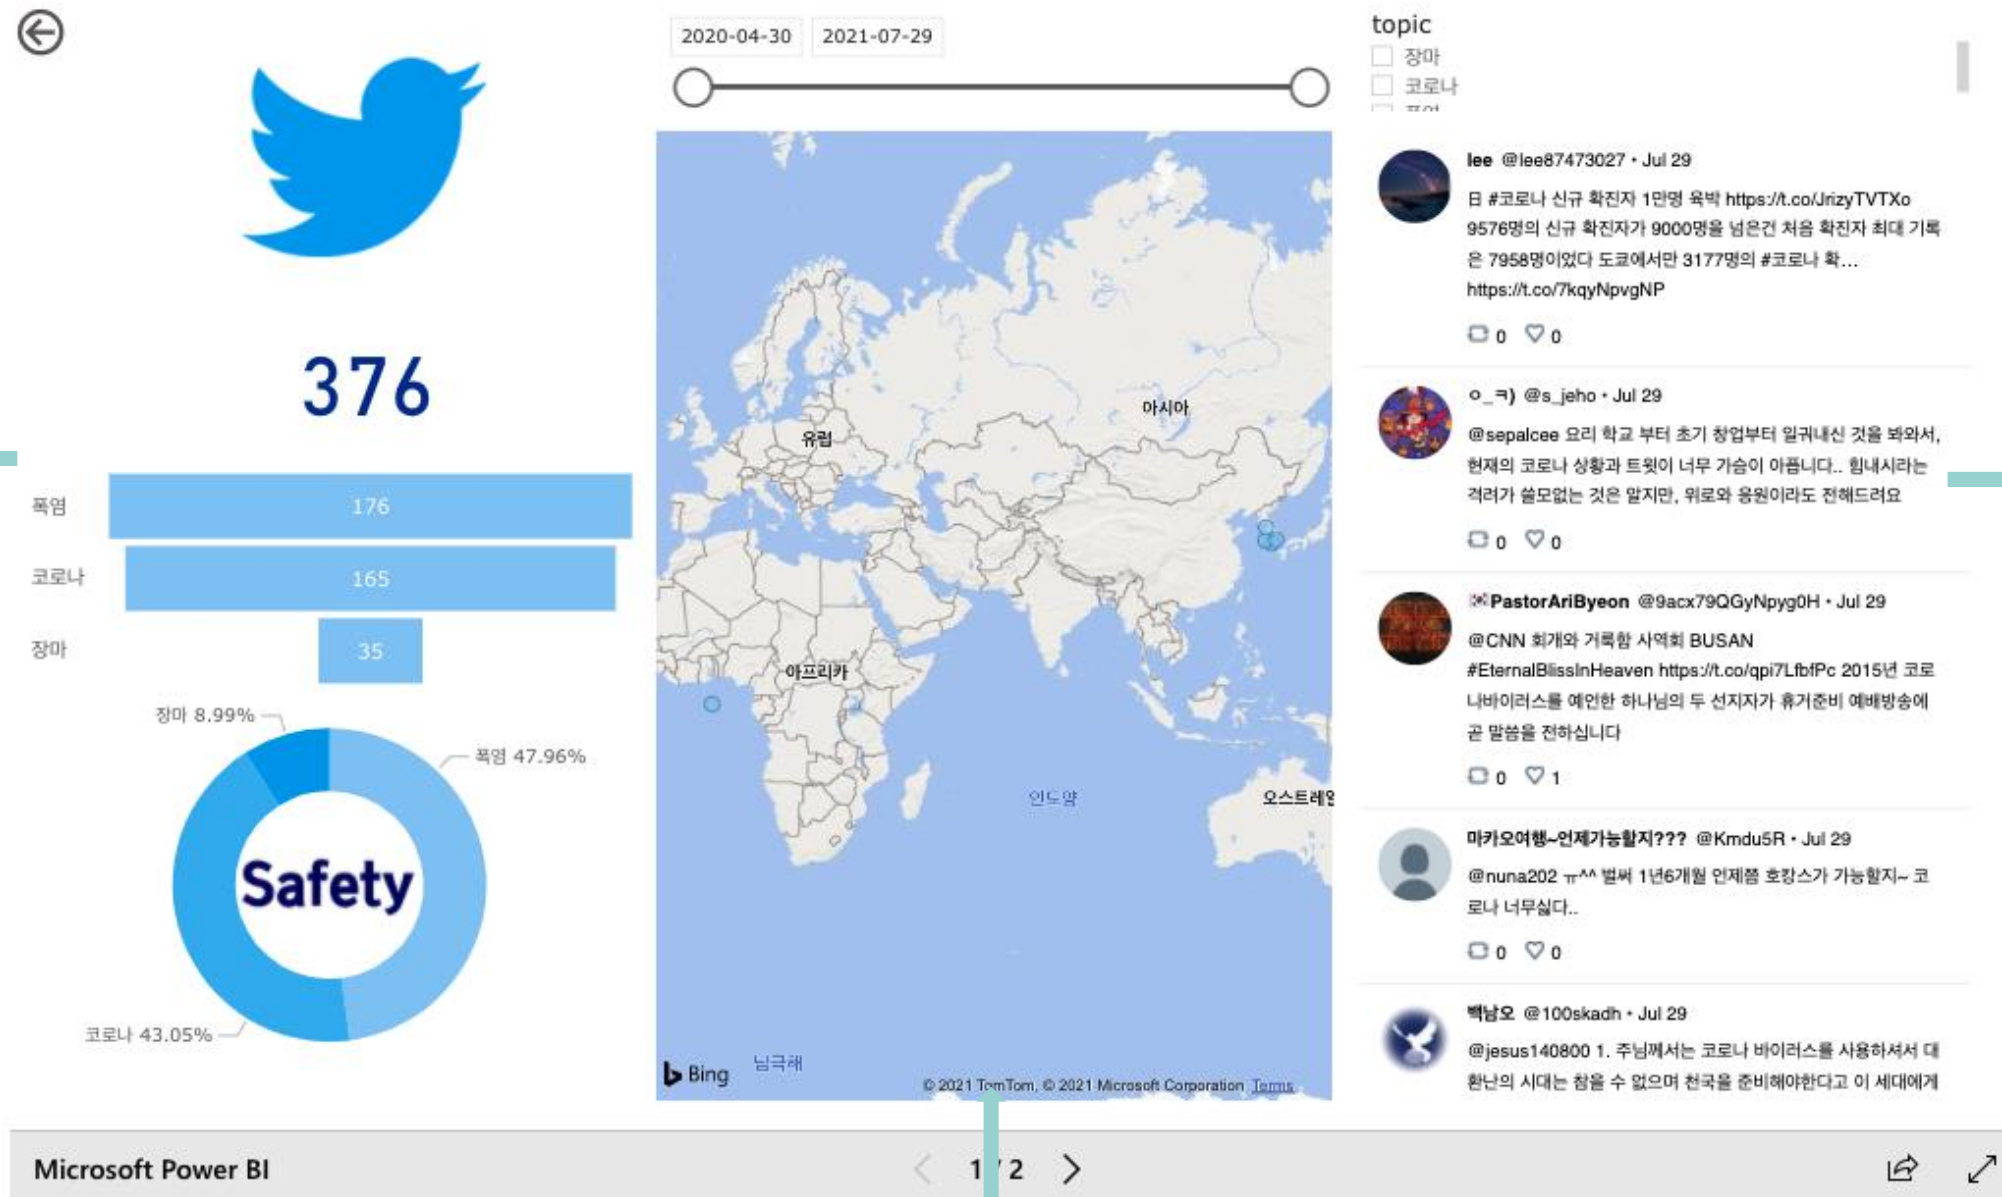 376
폭염
176
코로나
165
장마
35
장마 8.99%
폭염 47.96%
Safety
코로나 43.05%
2020-04-30
2021-07-29
아시아
유럽
아프리카
인도양
오스트레일
남극해
Bing
© 2021 TomTom, © 2021 Microsoft Corporation Terms
topic
장마
코로나
lee @lee87473027 • Jul 29
日 #코로나 신규 확진자 1만명 육박 https://t.co/JrizyTVTXo
9576명의 신규 확진자가 9000명을 넘은건 처음 확진자 최대 기록
은 7958명이었다 도쿄에서만 3177명의 #코로나 확...
https://t.co/7kqyNpvgNP
0 0
ㅇ_ㅋ) @s_jeho • Jul 29
@sepalcee 요리 학교 부터 초기 창업부터 일궈내신 것을 봐와서,
현재의 코로나 상황과 트윗이 너무 가슴이 아픕니다.. 힘내시라는
격려가 쓸모없는 것은 알지만, 위로와 응원이라도 전해드려요
0 0
PastorAriByeon @9acx79QGyNpyg0H • Jul 29
@CNN 회개와 거룩함 사역회 BUSAN
#EternalBlissInHeaven https://t.co/qpi7LfbfPc 2015년 코로
나바이러스를 예언한 하나님의 두 선지자가 휴거준비 예배방송에
곧 말씀을 전하십니다
0 1
마카오여행~언제가능할지??? @Kmdu5R • Jul 29
@nuna202 ㅠ^^ 벌써 1년6개월 언제쯤 호캉스가 가능할지~ 코
로나 너무싫다..
0 0
백남오 @100skadh • Jul 29
@jesus140800 1. 주님께서는 코로나 바이러스를 사용하셔서 대
환난의 시대는 참을 수 없으며 천국을 준비해야한다고 이 세대에게
Microsoft Power BI
1 / 2